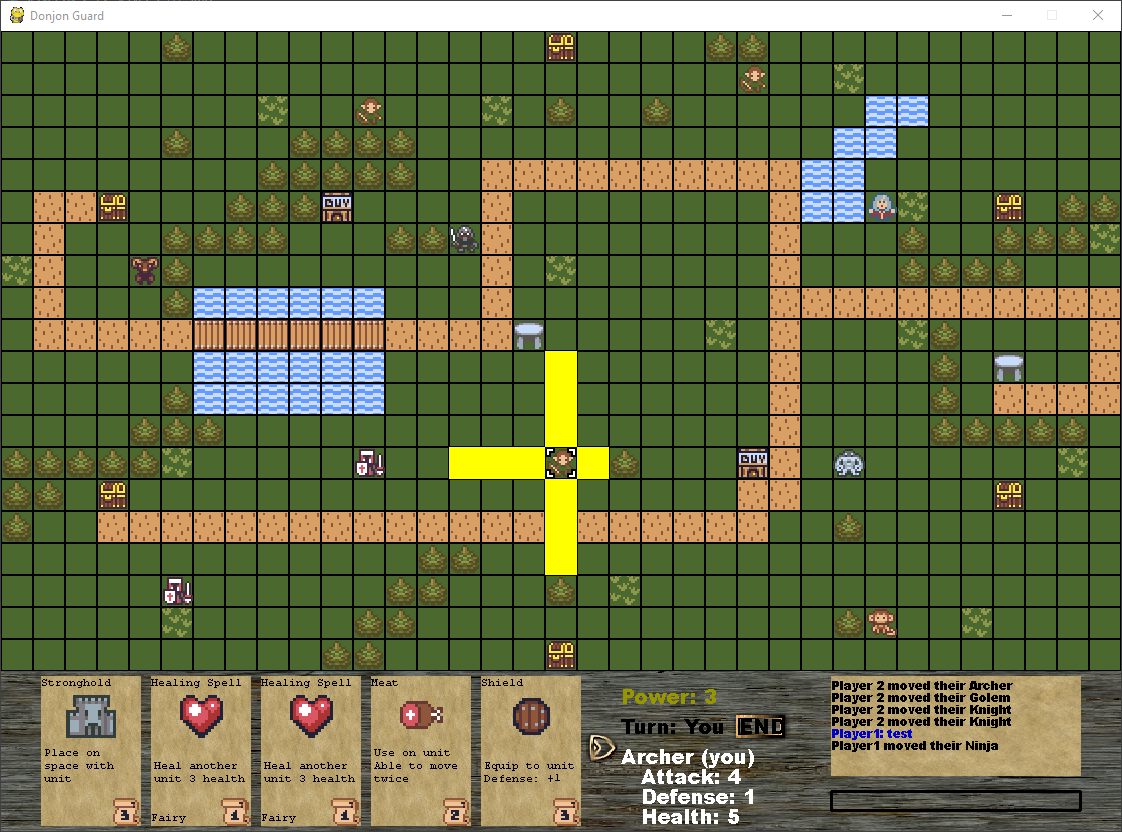 Donjon Guard
BUY
BUY
Stronghold
Place on
space with
unit
3
Healing Spell
Heal another
unit 3 health
Fairy
1
Healing Spell
Heal another
unit 3 health
Fairy
1
Meat
Use on unit
Able to move
twice
2
Shield
Equip to unit
Defense: +1
3
Power: 3
Turn: You END
Archer (you)
Attack: 4
Defense: 1
Health: 5
Player 2 moved their Archer
Player 2 moved their Golem
Player 2 moved their Knight
Player 2 moved their Knight
Player1: test
Player1 moved their Ninja